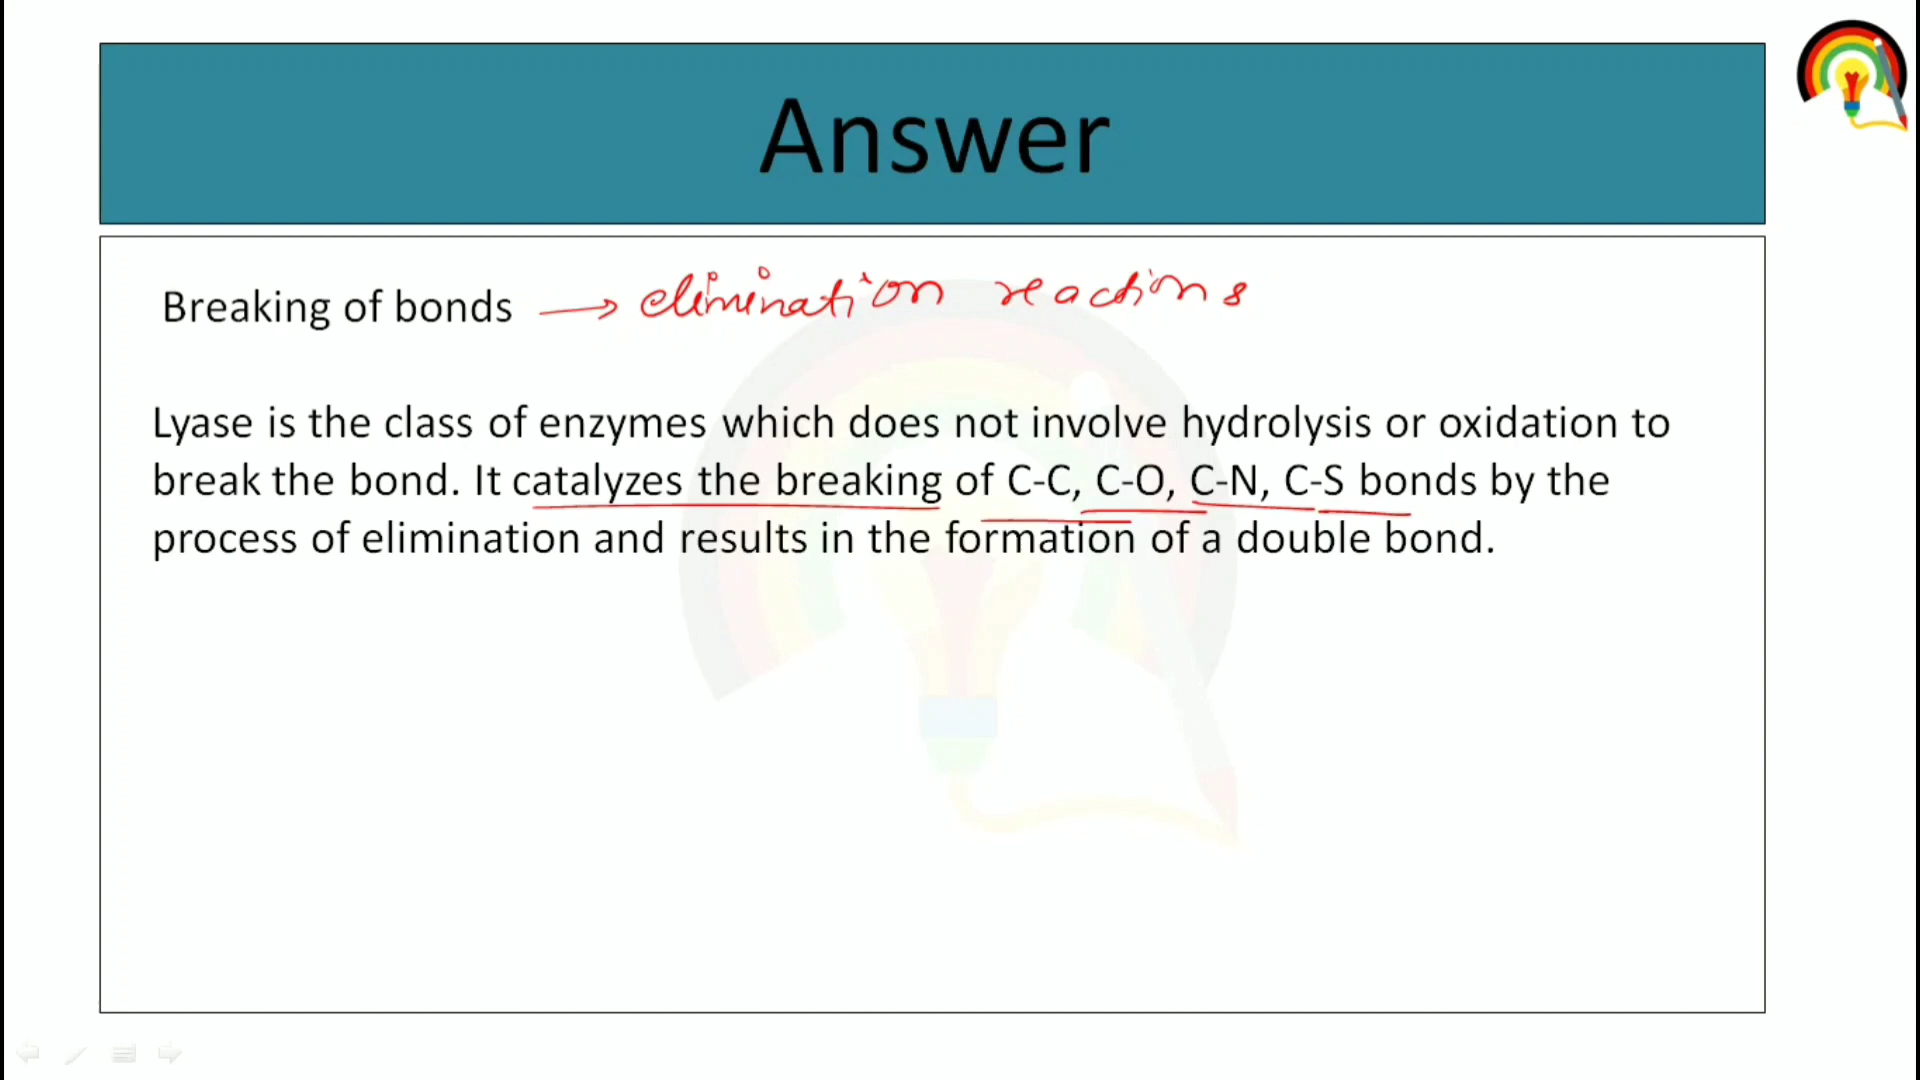 Answer
Breaking of bonds → elimination reactions
Lyase is the class of enzymes which does not involve hydrolysis or oxidation to
break the bond. It catalyzes the breaking of C-C, C-O, C-N, C-S bonds by the
process of elimination and results in the formation of a double bond.